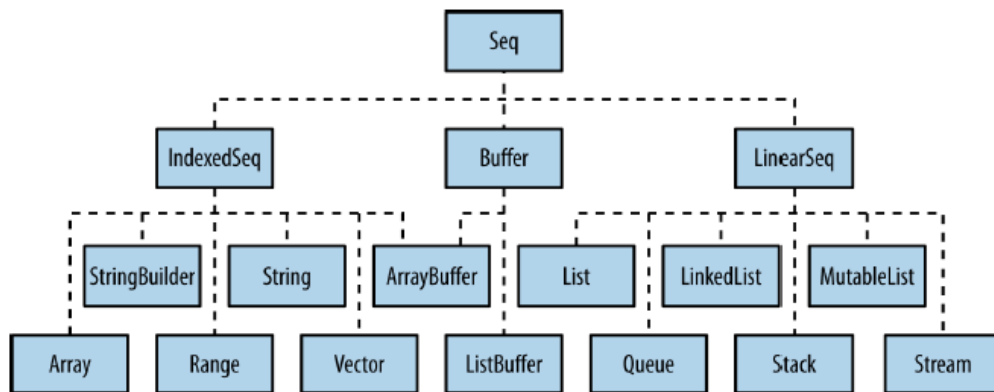 Seq
IndexedSeq
Buffer
LinearSeq
StringBuilder
String
ArrayBuffer
List
LinkedList
MutableList
Array
Range
Vector
ListBuffer
Queue
Stack
Stream